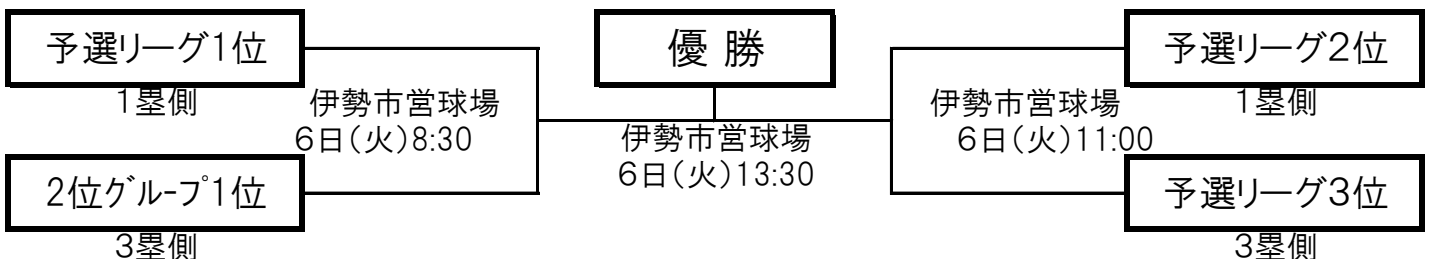 予選リーグ1位
優 勝
予選リーグ2位
1塁側
伊勢市営球場
6日(火)8:30
伊勢市営球場
6日(火)13:30
伊勢市営球場
6日(火)11:00
1塁側
2位グループ1位
予選リーグ3位
3塁側
3塁側